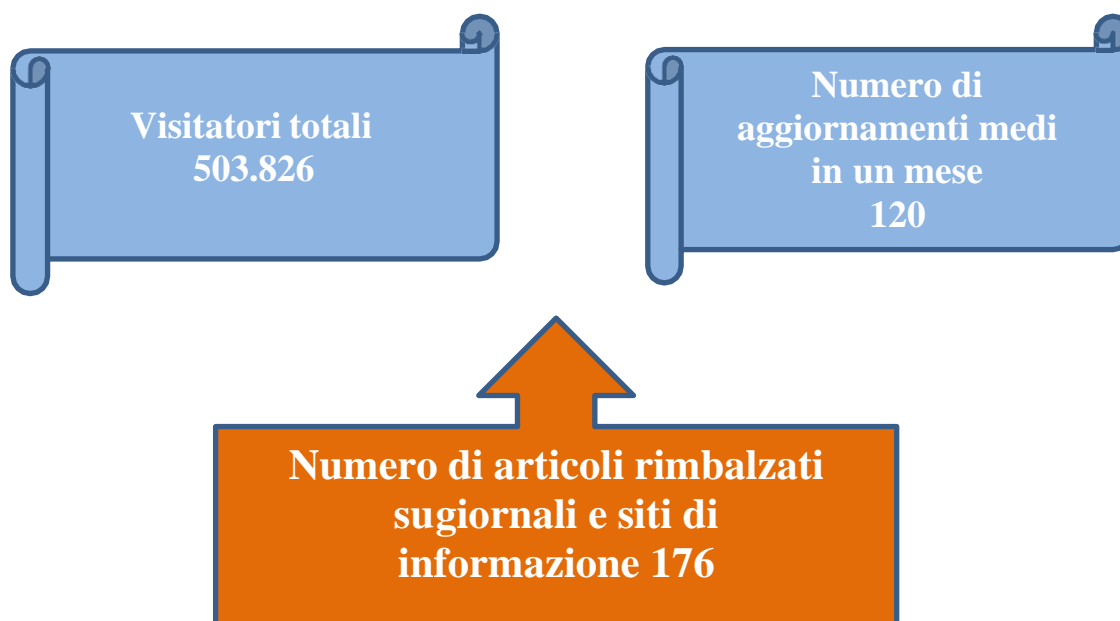 Visitatori totali
503.826
Numero di
aggiornamenti medi
in un mese
120
Numero di articoli rimbalzati
sugiornali e siti di
informazione 176